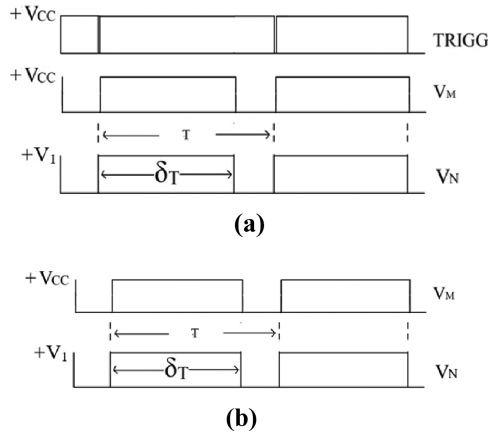 +VCC
TRIGG
+VCC
VM
T
+V1
δT
VN
(a)
+VCC
VM
T
+V1
δT
VN
(b)